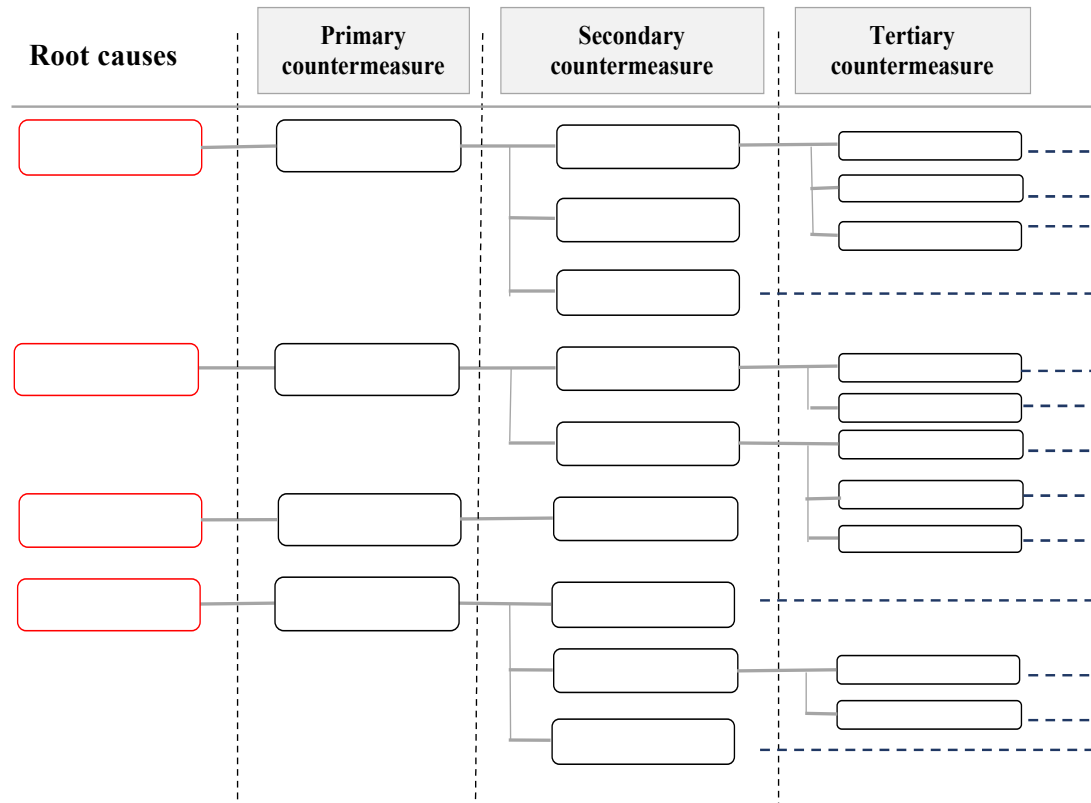 Root causes
Primary
countermeasure
Secondary
countermeasure
Tertiary
countermeasure